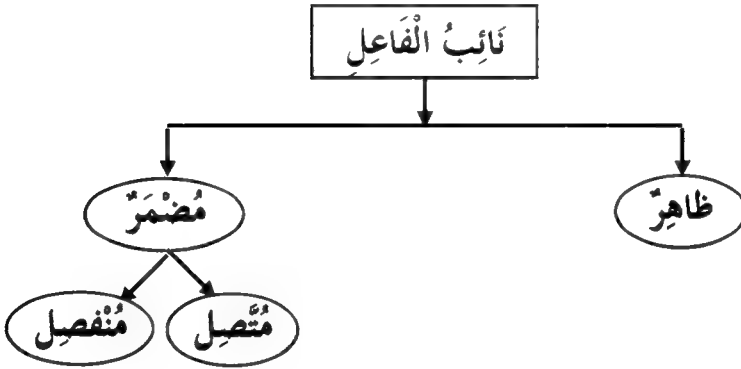 نَائِبُ الْفَاعِلِ
ظاهِرٌ
مُضْمَرٌ
مُتَّصِل
مُنْفصِل